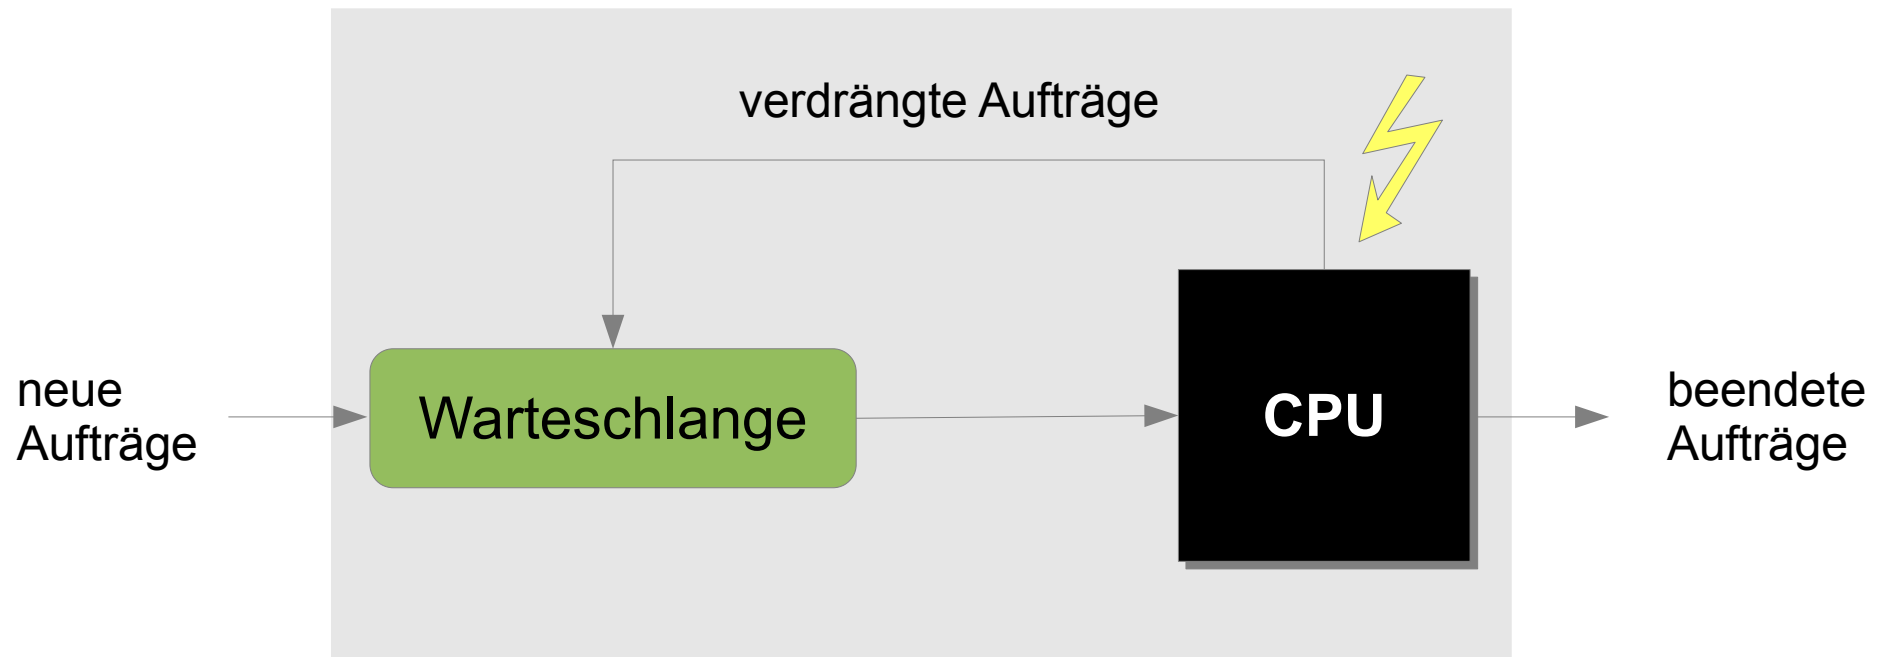 verdrängte Aufträge
neue
Aufträge
Warteschlange
CPU
beendete
Aufträge